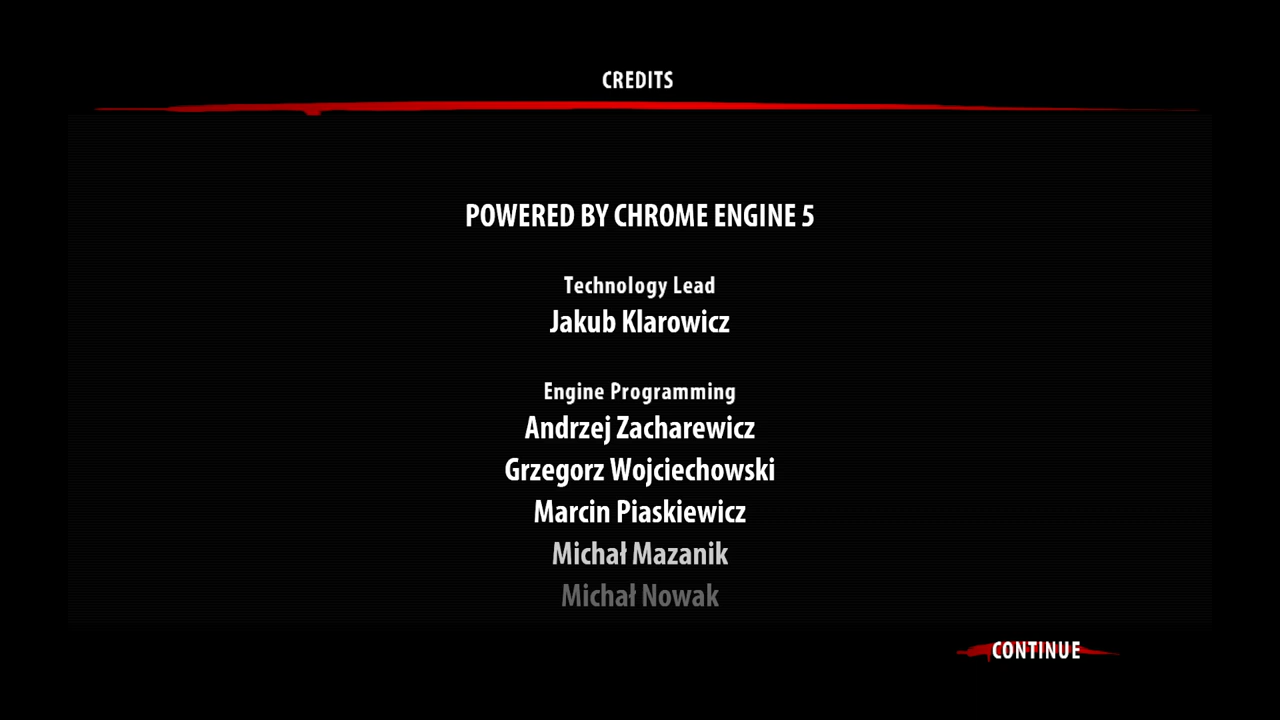 CREDITS
POWERED BY CHROME ENGINE 5
Technology Lead
Jakub Klarowicz
Engine Programming
Andrzej Zacharewicz
Grzegorz Wojciechowski
Marcin Piaskiewicz
Michał Mazanik
Michał Nowak
CONTINUE